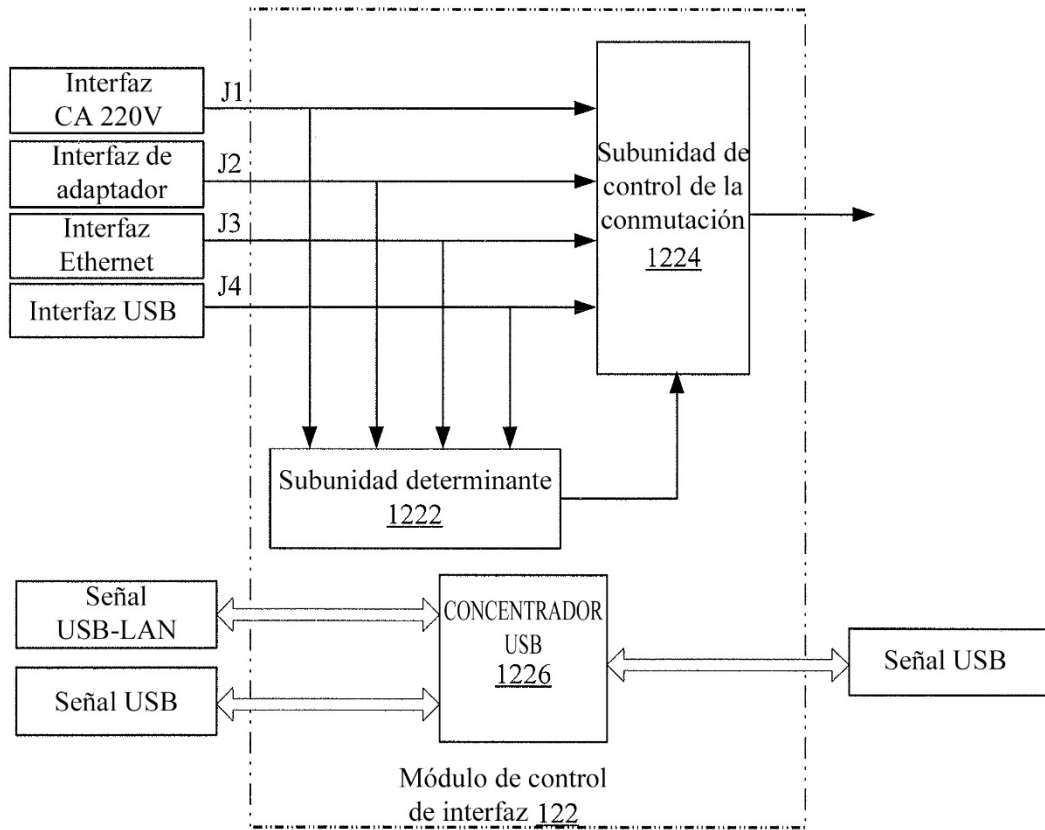 Interfaz
CA 220V
J1
Interfaz de
adaptador
J2
Interfaz
Ethernet
J3
Interfaz USB
J4
Subunidad de
control de la
conmutación
1224
Subunidad determinante
1222
Señal
USB-LAN
Señal USB
CONCENTRADOR
USB
1226
Señal USB
Módulo de control
de interfaz 122